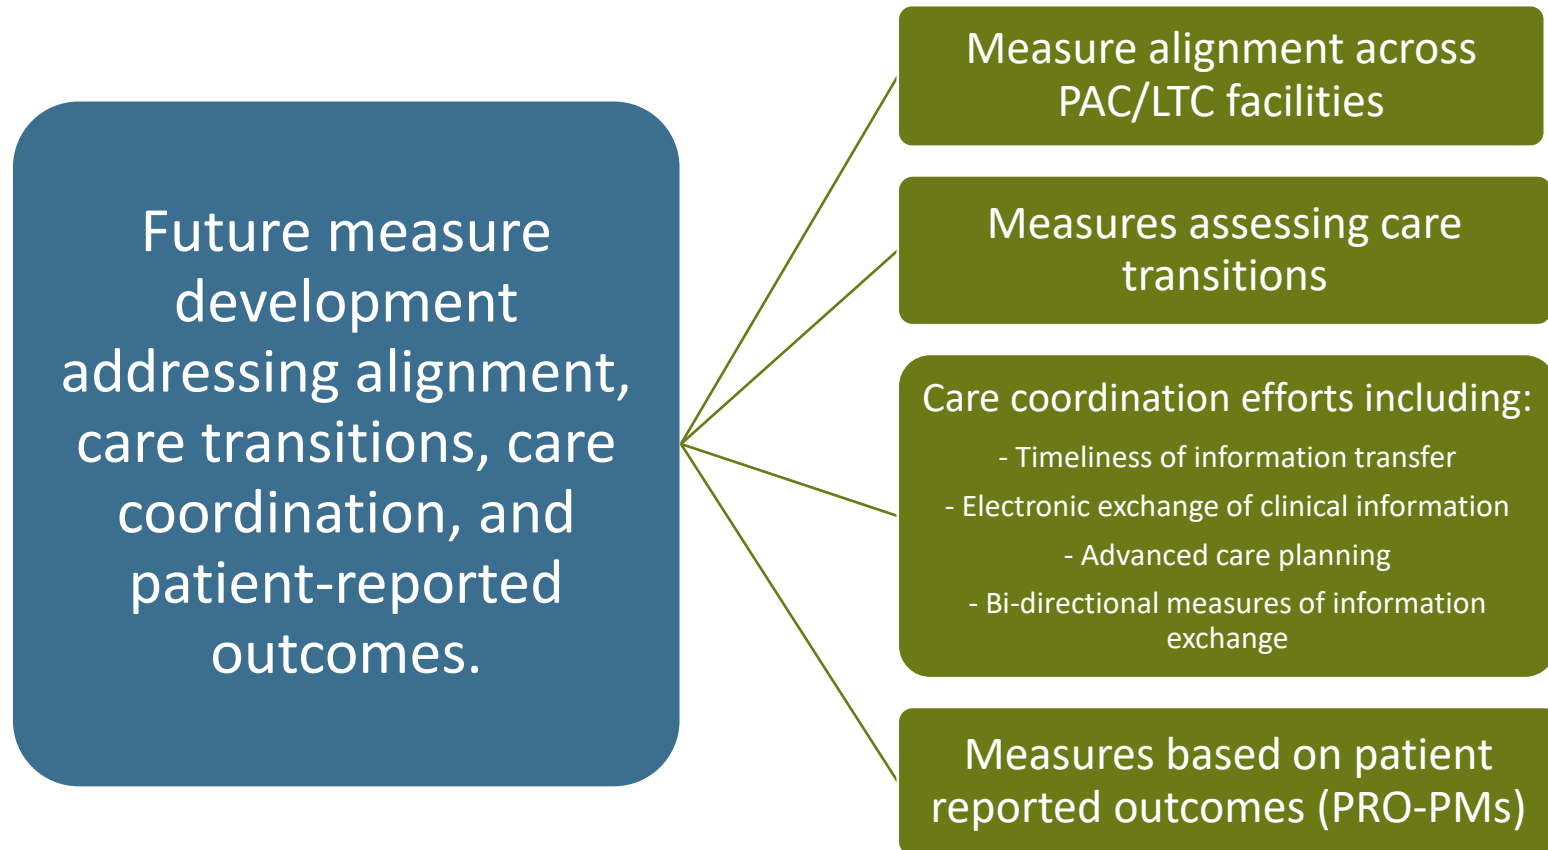 Future measure
development
addressing alignment,
care transitions, care
coordination, and
patient-reported
outcomes.
Measure alignment across
PAC/LTC facilities
Measures assessing care
transitions
Care coordination efforts including:
- Timeliness of information transfer
- Electronic exchange of clinical information
- Advanced care planning
- Bi-directional measures of information
exchange
Measures based on patient
reported outcomes (PRO-PMs)